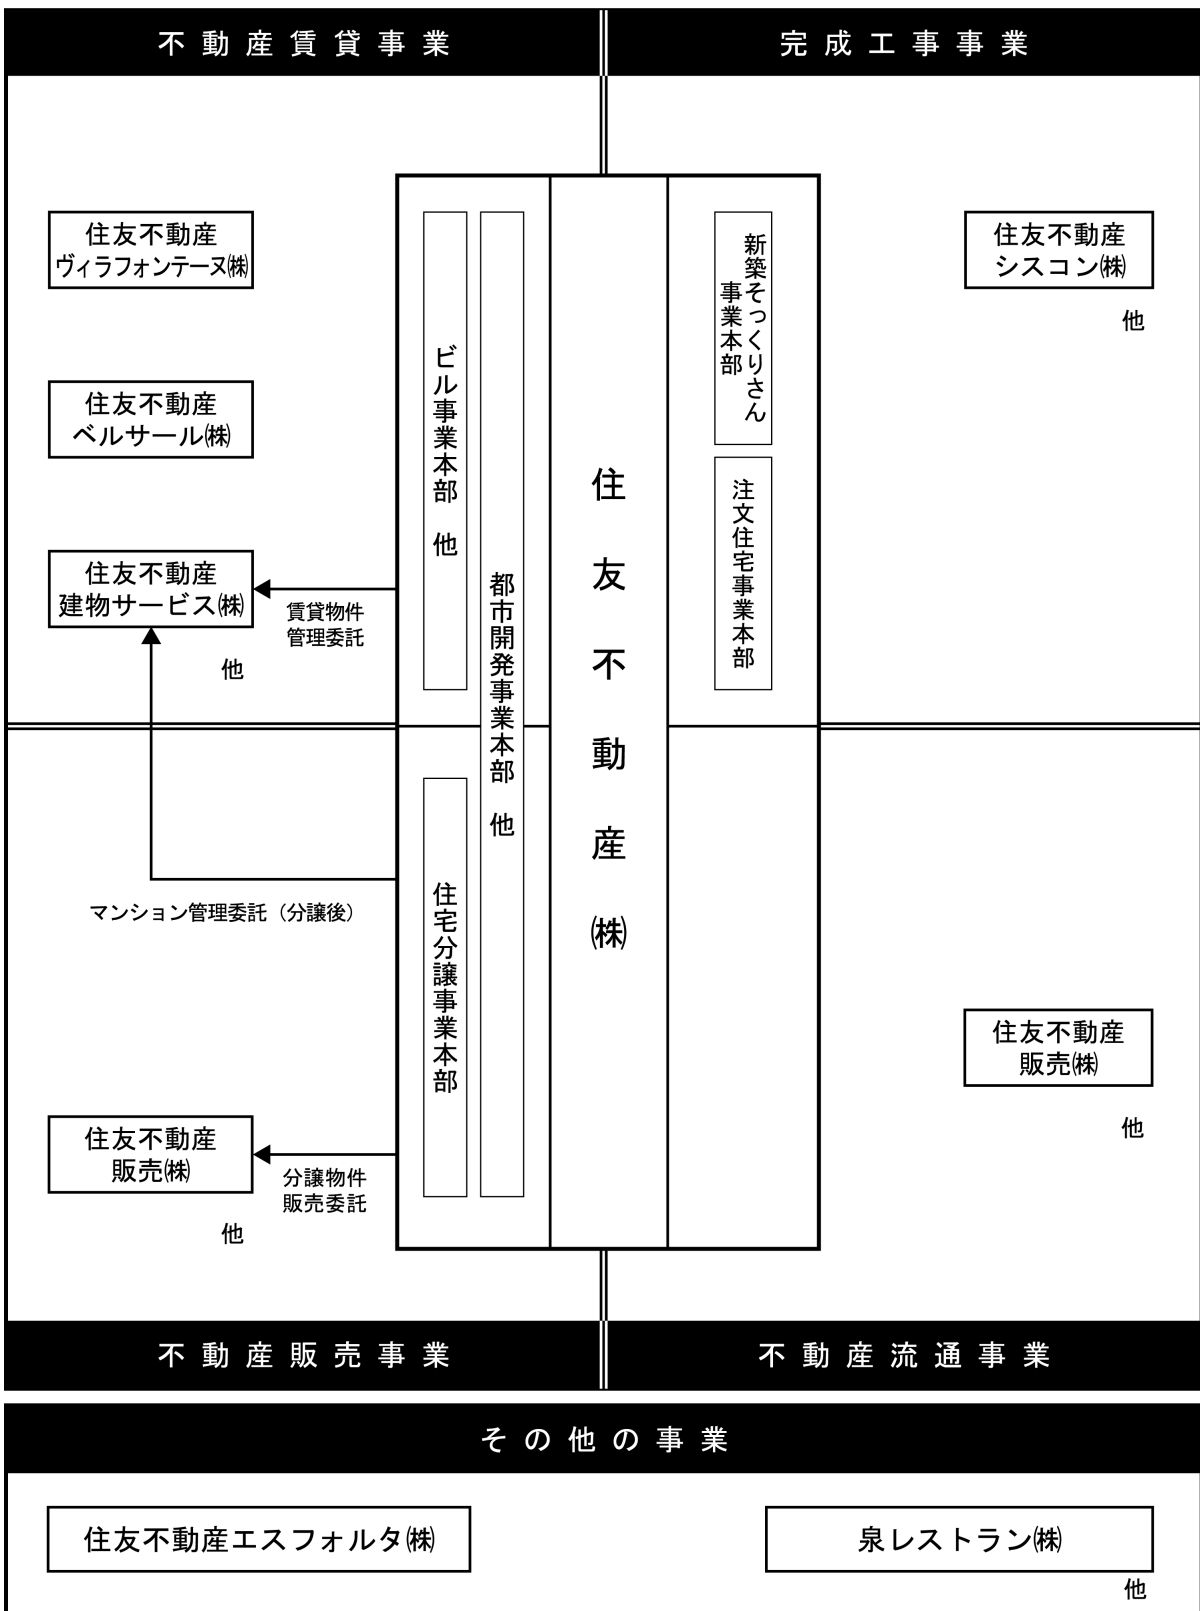 不動産賃貸事業
完成工事事業
住友不動産
ヴィラフォンテーヌ㈱
住友不動産
ベルサール㈱
住友不動産
建物サービス㈱
他
賃貸物件
管理委託
マンション管理委託（分譲後）
住友不動産
販売㈱
他
分譲物件
販売委託
ビル事業本部　他
都市開発事業本部　他
住宅分譲事業本部
住友不動産㈱
新築そっくりさん
事業本部
注文住宅事業本部
住友不動産
シスコン㈱
他
住友不動産
販売㈱
他
不動産販売事業
不動産流通事業
その他の事業
住友不動産エスフォルタ㈱
泉レストラン㈱
他